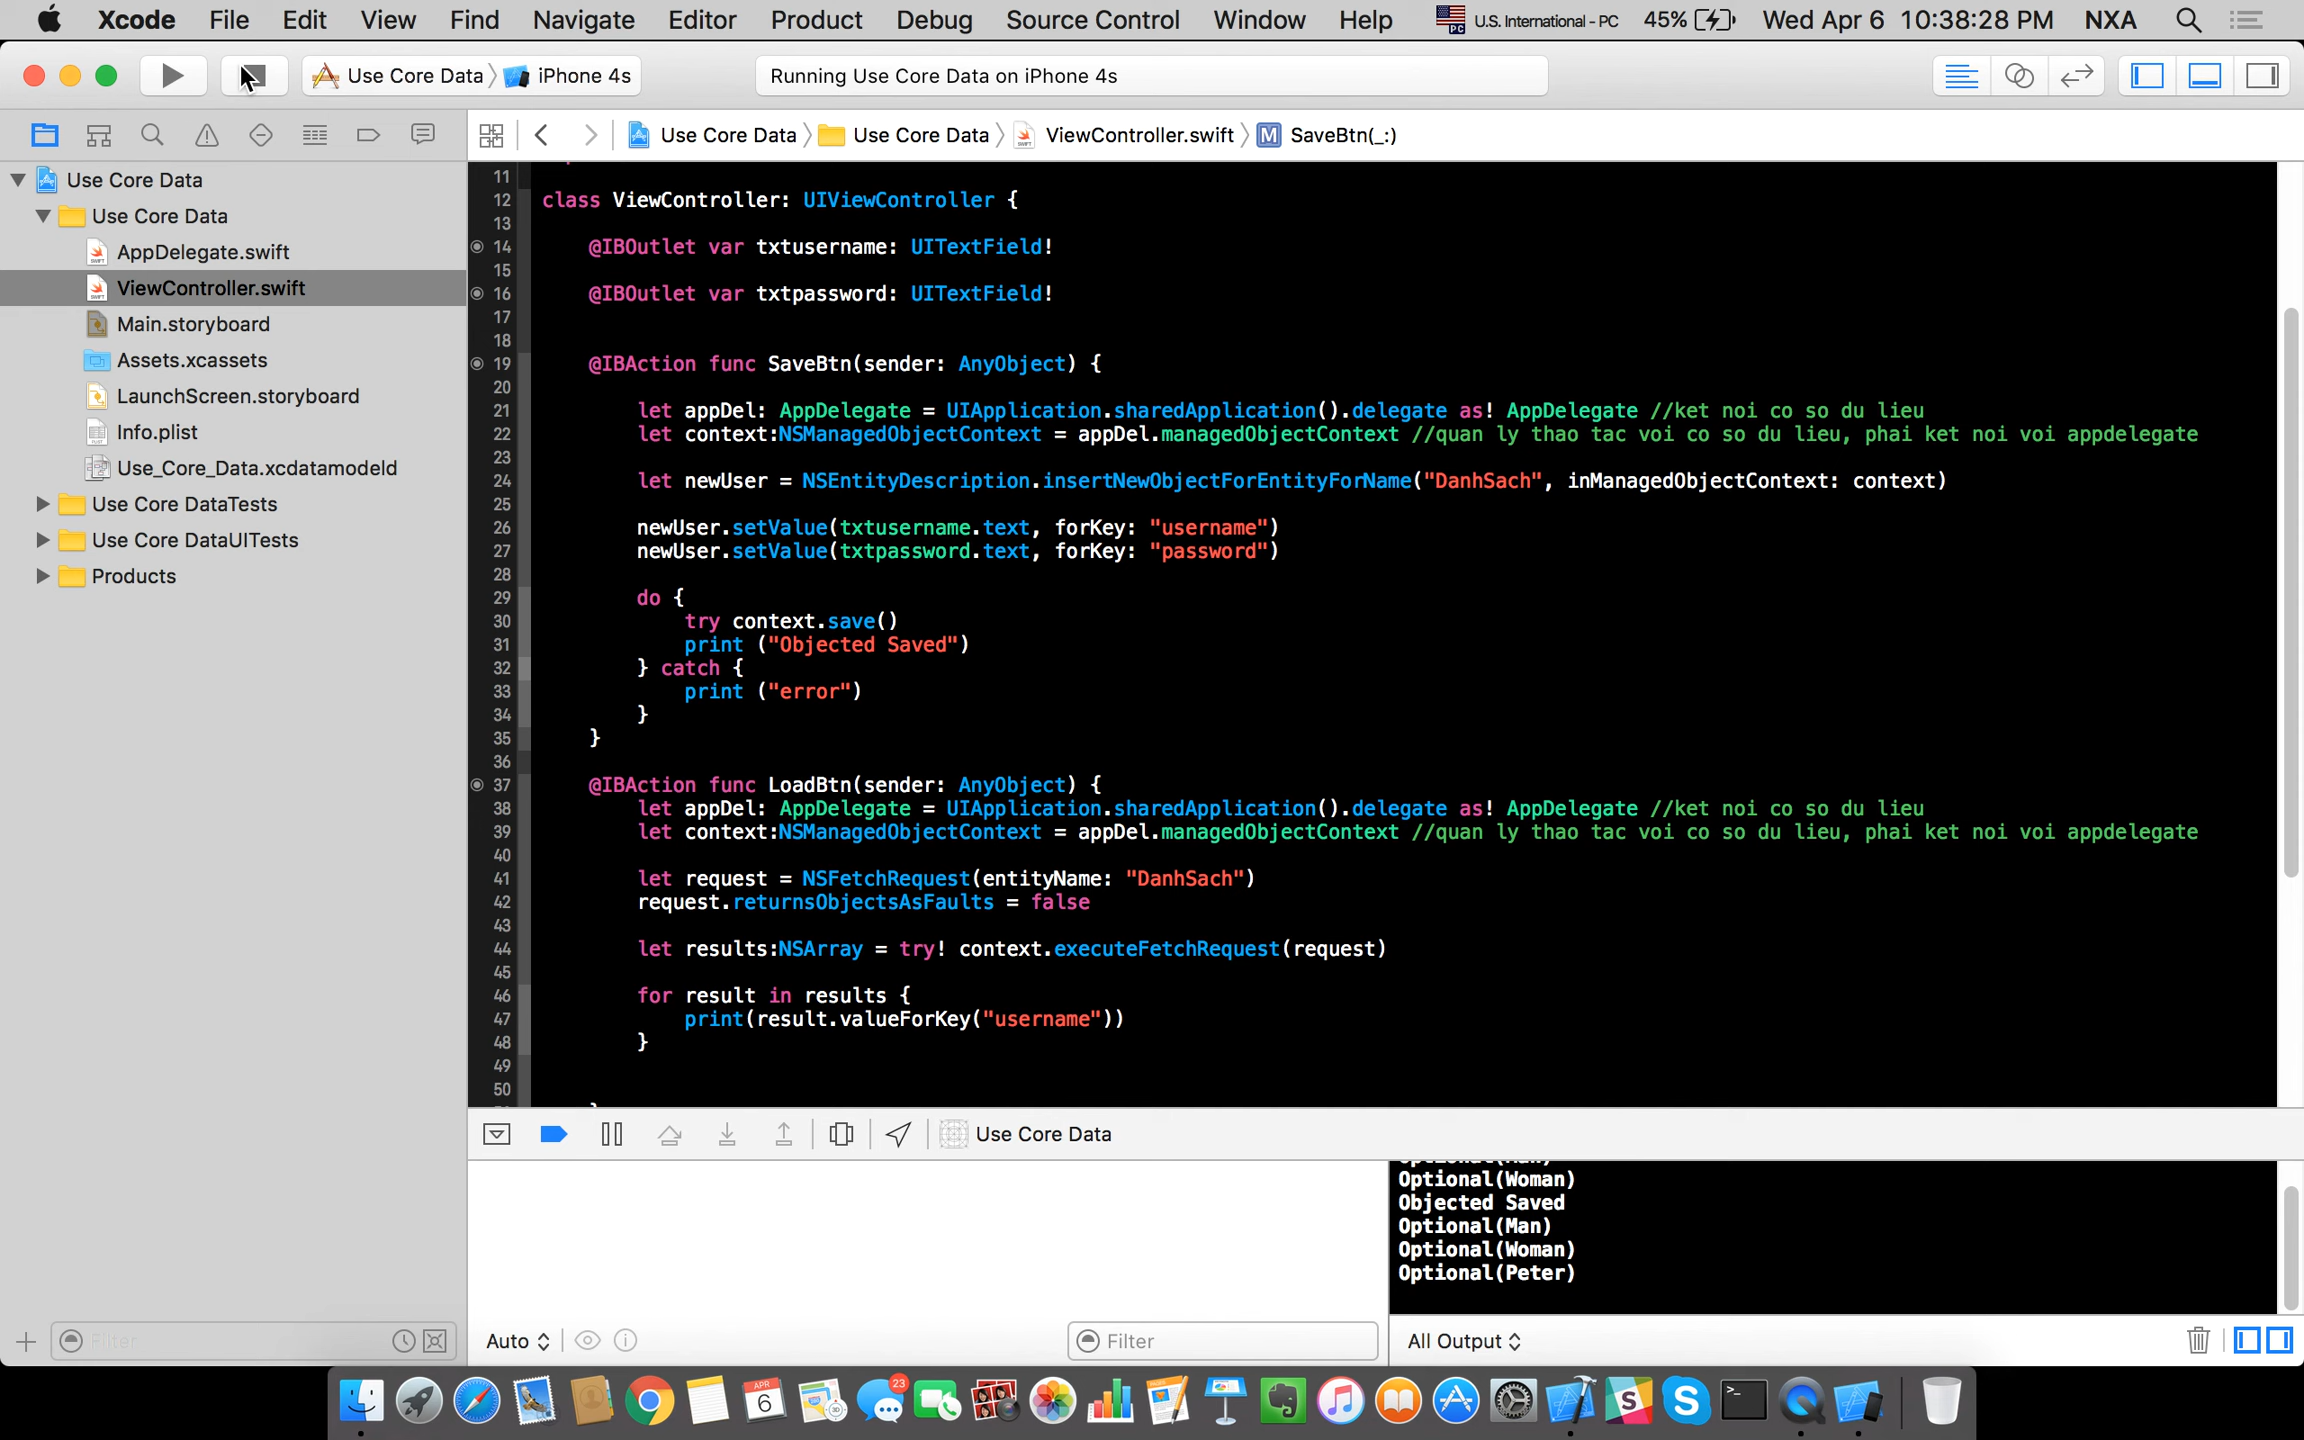 Xcode File Edit View Find Navigate Editor Product Debug Source Control Window Help U.S. International - PC 45% Wed Apr 6 10:38:28 PM NXA
Use Core Data iPhone 4s Running Use Core Data on iPhone 4s
Use Core Data Use Core Data ViewController.swift M SaveBtn(_:)
Use Core Data
Use Core Data
AppDelegate.swift
ViewController.swift
Main.storyboard
Assets.xcassets
LaunchScreen.storyboard
Info.plist
Use_Core_Data.xcdatamodeld
Use Core DataTests
Use Core DataUITests
Products
Filter
11
12 class ViewController: UIViewController {
13
14 @IBOutlet var txtusername: UITextField!
15
16 @IBOutlet var txtpassword: UITextField!
17
18
19 @IBAction func SaveBtn(sender: AnyObject) {
20
21 let appDel: AppDelegate = UIApplication.sharedApplication().delegate as! AppDelegate //ket noi co so du lieu
22 let context:NSManagedObjectContext = appDel.managedObjectContext //quan ly thao tac voi co so du lieu, phai ket noi voi appdelegate
23
24 let newUser = NSEntityDescription.insertNewObjectForEntityForName("DanhSach", inManagedObjectContext: context)
25
26 newUser.setValue(txtusername.text, forKey: "username")
27 newUser.setValue(txtpassword.text, forKey: "password")
28
29 do {
30 try context.save()
31 print ("Objected Saved")
32 } catch {
33 print ("error")
34 }
35 }
36
37 @IBAction func LoadBtn(sender: AnyObject) {
38 let appDel: AppDelegate = UIApplication.sharedApplication().delegate as! AppDelegate //ket noi co so du lieu
39 let context:NSManagedObjectContext = appDel.managedObjectContext //quan ly thao tac voi co so du lieu, phai ket noi voi appdelegate
40
41 let request = NSFetchRequest(entityName: "DanhSach")
42 request.returnsObjectsAsFaults = false
43
44 let results:NSArray = try! context.executeFetchRequest(request)
45
46 for result in results {
47 print(result.valueForKey("username"))
48 }
49
50
Use Core Data
Optional(Woman)
Objected Saved
Optional(Man)
Optional(Woman)
Optional(Peter)
Auto Filter All Output
APR
6
23